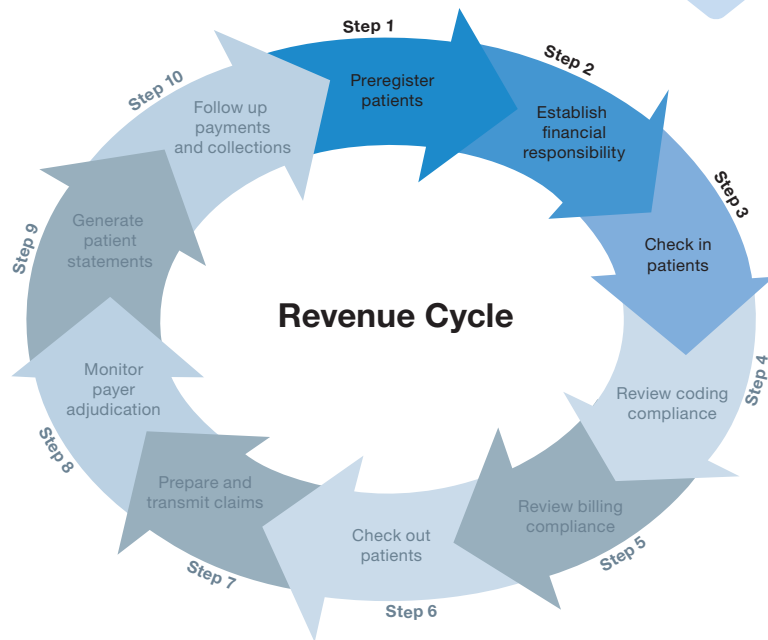 Step 1
Preregister
patients
Step 2
Establish
financial
responsibility
Step 3
Check in
patients
Step 4
Review coding
compliance
Step 5
Review billing
compliance
Step 6
Check out
patients
Step 7
Prepare and
transmit claims
Step 8
Monitor
payer
adjudication
Step 9
Generate
patient
statements
Step 10
Follow up
payments
and collections
Revenue Cycle